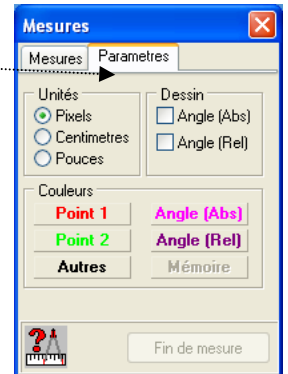 Mesures
Mesures Parametres
Unités Dessin
Pixels Angle (Abs)
Centimetres Angle (Rel)
Pouces
Couleurs
Point 1 Angle (Abs)
Point 2 Angle (Rel)
Autres Mémoire
Fin de mesure